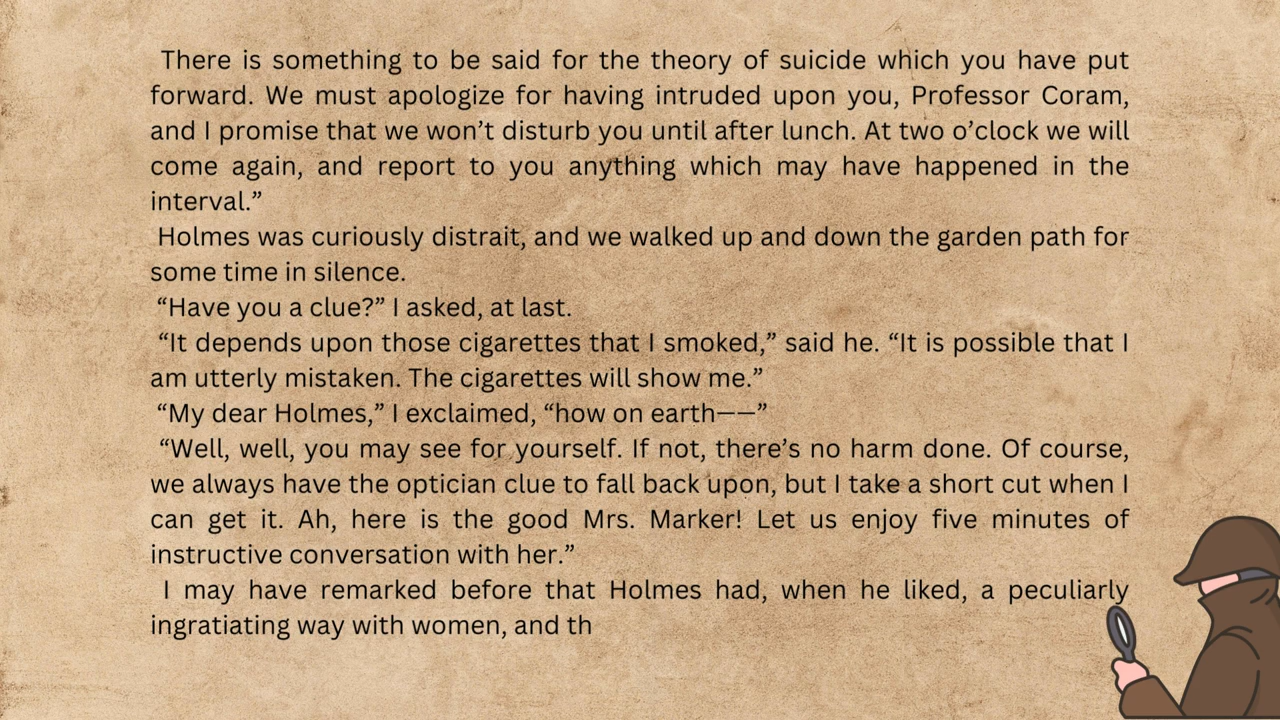 There is something to be said for the theory of suicide which you have put
forward. We must apologize for having intruded upon you, Professor Coram,
and I promise that we won’t disturb you until after lunch. At two o’clock we will
come again, and report to you anything which may have happened in the
interval.”
Holmes was curiously distrait, and we walked up and down the garden path for
some time in silence.
“Have you a clue?” I asked, at last.
“It depends upon those cigarettes that I smoked,” said he. “It is possible that I
am utterly mistaken. The cigarettes will show me.”
“My dear Holmes,” I exclaimed, “how on earth——”
“Well, well, you may see for yourself. If not, there’s no harm done. Of course,
we always have the optician clue to fall back upon, but I take a short cut when I
can get it. Ah, here is the good Mrs. Marker! Let us enjoy five minutes of
instructive conversation with her.”
I may have remarked before that Holmes had, when he liked, a peculiarly
ingratiating way with women, and th